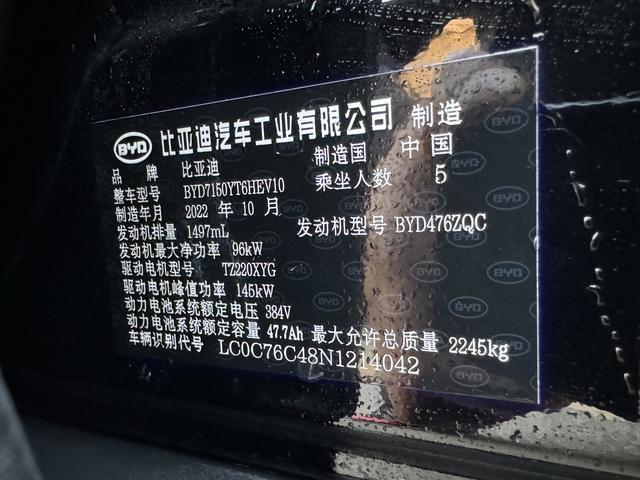 BYD 比亚迪汽车工业有限公司 制造
品 牌 比亚迪 制造国 中 国
整车型号 BYD7150YT6HEV10 乘坐人数 5
制造年月 2022 年 10 月
发动机排量 1497mL 发动机型号 BYD476ZQC
发动机最大净功率 96kW
驱动电机型号 TZ220XYG
驱动电机峰值功率 145kW
动力电池系统额定电压 384V
动力电池系统额定容量 47.7Ah 最大允许总质量 2245kg
车辆识别代号 LC0C76C48N1214042